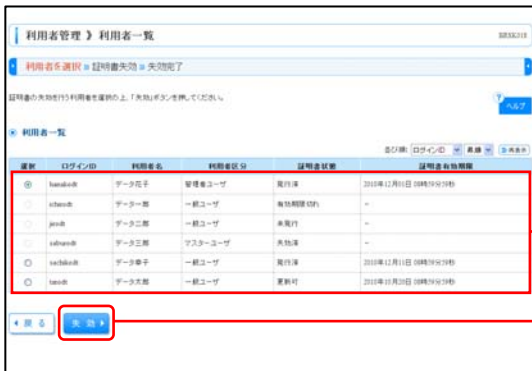 利用者管理 》 利用者一覧
利用者を選択 » 証明書失効 » 失効完了
証明書の失効を行う利用者を選択の上、「失効」ボタンを押してください。
ヘルプ
利用者一覧
並び順: ログインID 昇順 再表示
選択 ログインID 利用者名 利用者区分 証明書状態 証明書有効期限
hanakodt データ花子 管理者ユーザ 発行済 2010年12月01日 08時59分59秒
データ一郎 一般ユーザ 有効期限切れ -
jirodt データ二郎 一般ユーザ 未発行 -
saburodt データ三郎 マスターユーザ 失効済 -
sachikodt データ幸子 一般ユーザ 発行済 2010年12月11日 08時59分59秒
tarodt データ太郎 一般ユーザ 更新可 2010年10月20日 08時59分59秒
戻る 失効